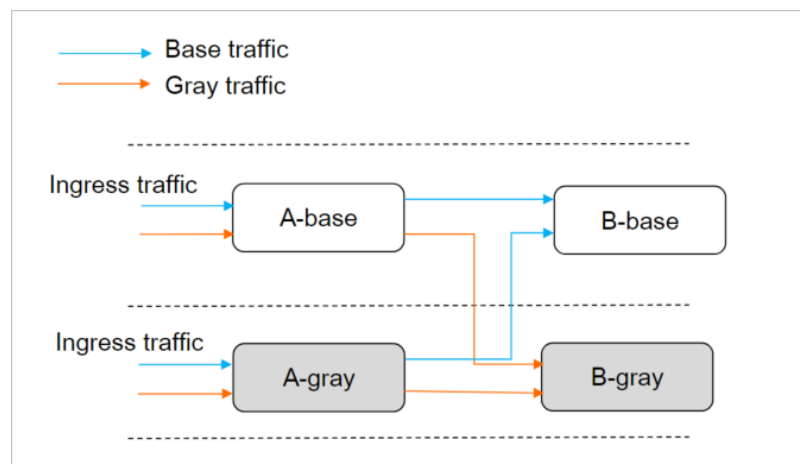 Base traffic
Gray traffic
Ingress traffic
A-base
B-base
Ingress traffic
A-gray
B-gray